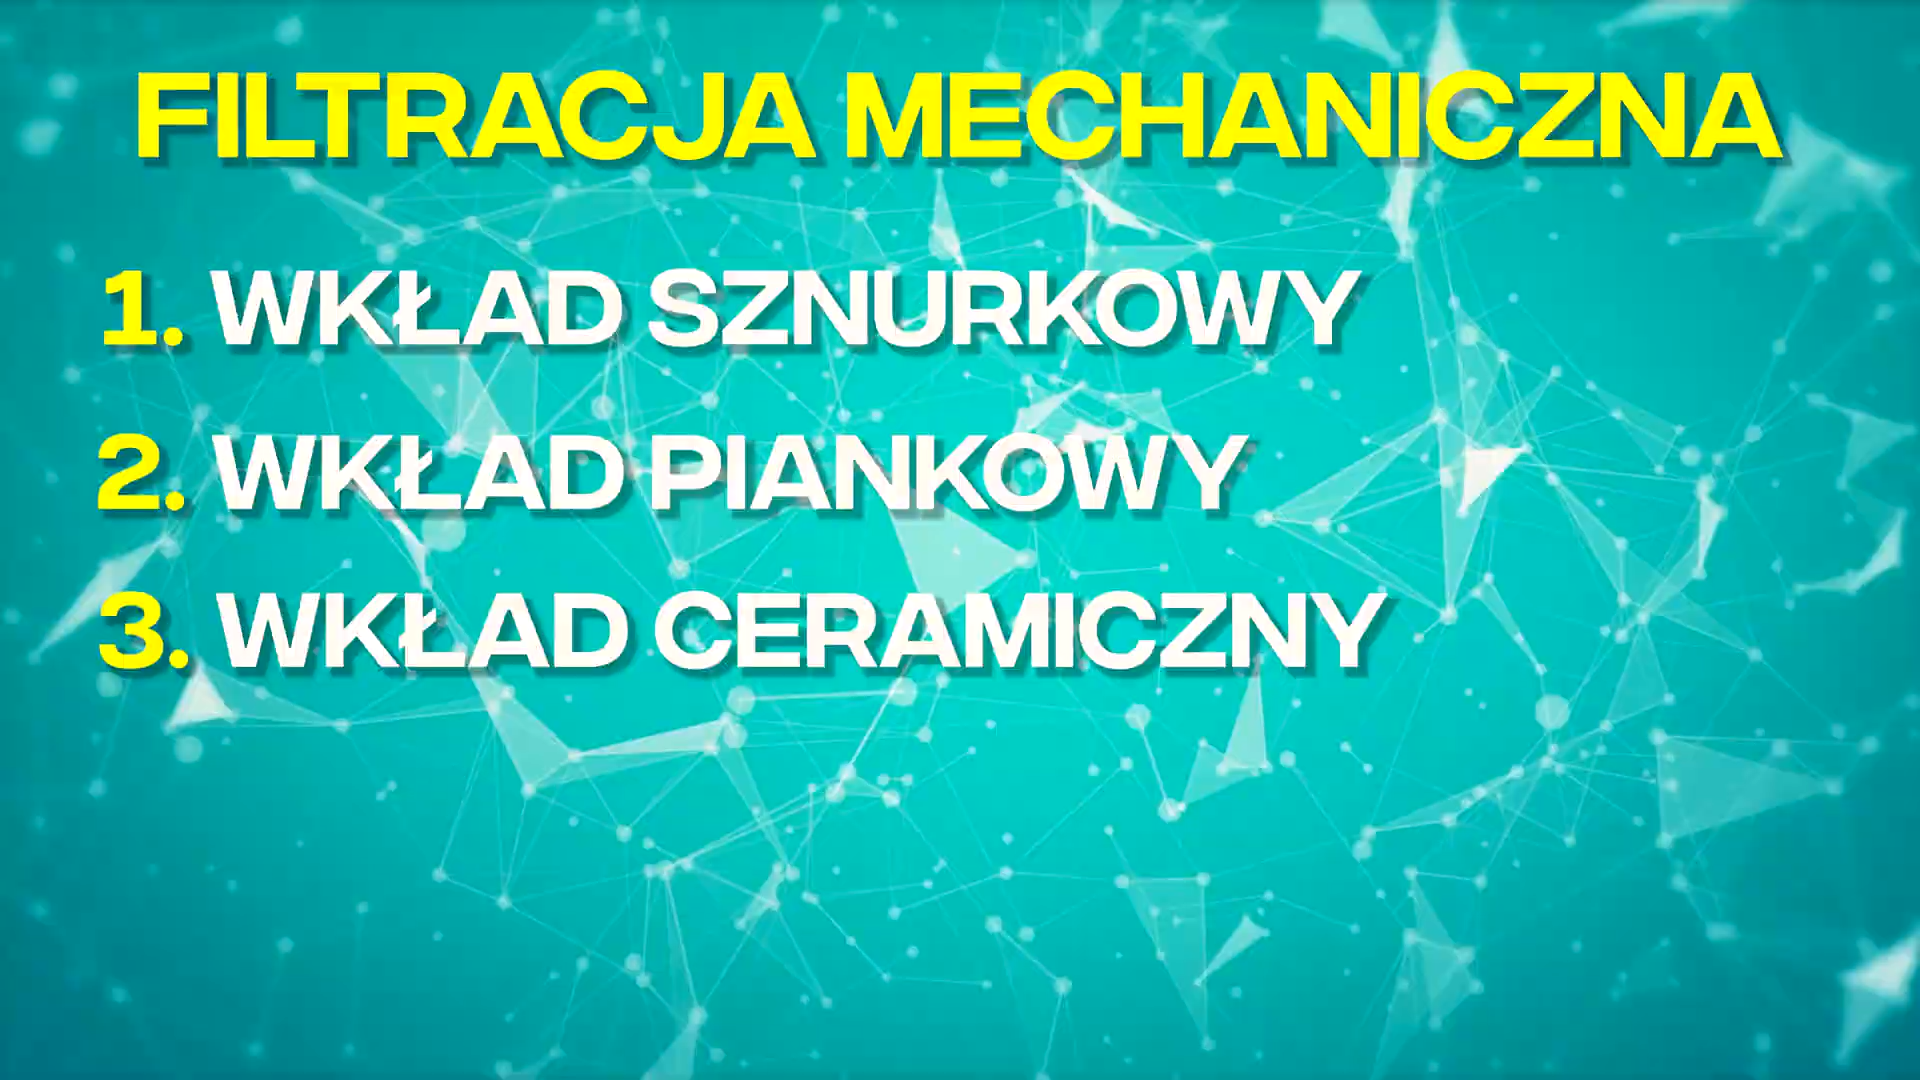 FILTRACJA MECHANICZNA
1. WKŁAD SZNURKOWY
2. WKŁAD PIANKOWY
3. WKŁAD CERAMICZNY